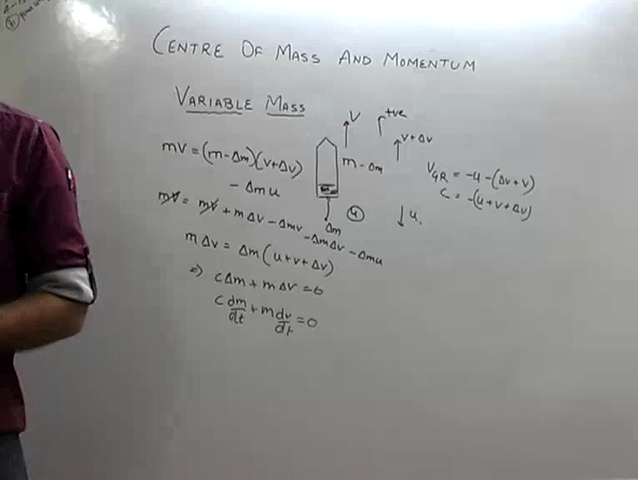 CENTRE OF MASS AND MOMENTUM
VARIABLE MASS
V
+ve
V+Δv
m-Δm
mV = (m-Δm)(v+Δv)
- Δmu
V_GR = -u-(Δv+v)
C = -(u+v+Δv)
u
u.
Δm
mV = mV + mΔv - Δmv - ΔmΔv - Δmu
mΔv = Δm(u+v+Δv)
⇒ CΔm + mΔv = 0
C dm/dt + m dv/dt = 0